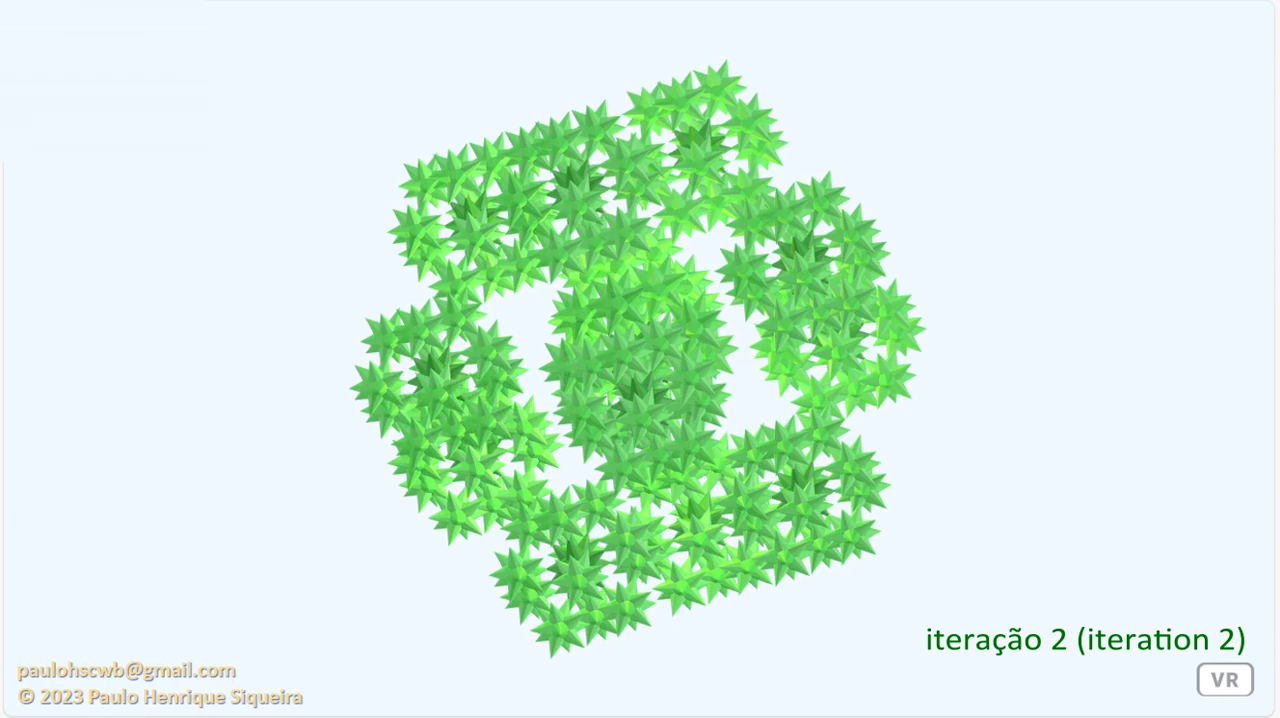 iteração 2 (iteration 2)
paulohscwb@gmail.com
© 2023 Paulo Henrique Siqueira
VR